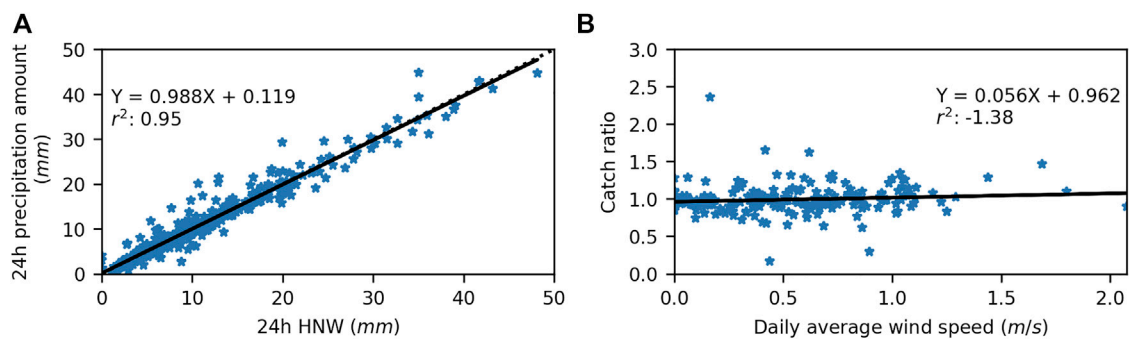 A
24h precipitation amount
(mm)
50
40
30
20
10
0
Y = 0.988X + 0.119
r²: 0.95
0 10 20 30 40 50
24h HNW (mm)
B
Catch ratio
3.0
2.5
2.0
1.5
1.0
0.5
0.0
Y = 0.056X + 0.962
r²: -1.38
0.0 0.5 1.0 1.5 2.0
Daily average wind speed (m/s)